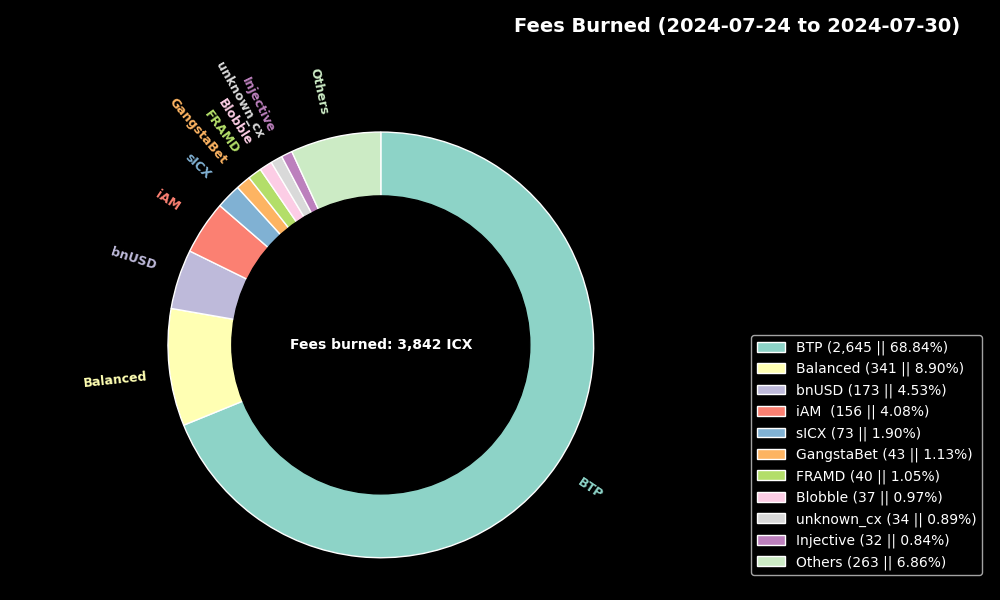 Fees Burned (2024-07-24 to 2024-07-30)
Others
Injective
unknown_cx
Blobble
FRAMD
GangstaBet
sICX
iAM
bnUSD
Balanced
BTP
Fees burned: 3,842 ICX
BTP (2,645 || 68.84%)
Balanced (341 || 8.90%)
bnUSD (173 || 4.53%)
iAM  (156 || 4.08%)
sICX (73 || 1.90%)
GangstaBet (43 || 1.13%)
FRAMD (40 || 1.05%)
Blobble (37 || 0.97%)
unknown_cx (34 || 0.89%)
Injective (32 || 0.84%)
Others (263 || 6.86%)